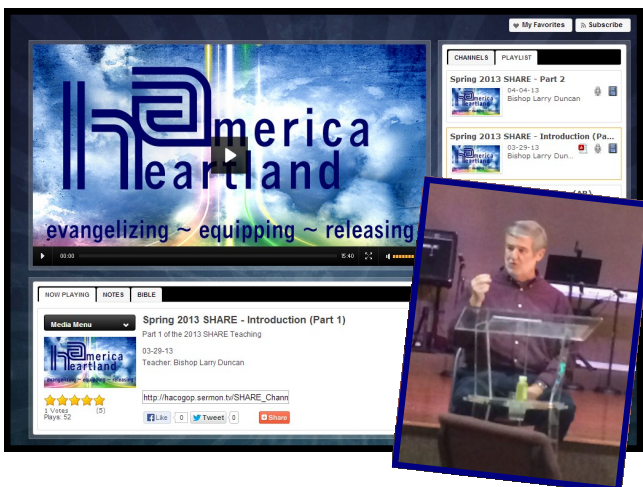 My Favorites
Subscribe
America
Heartland
evangelizing ~ equipping ~ releasing
00:00
15:40
CHANNELS
PLAYLIST
Spring 2013 SHARE - Part 2
04-04-13
Bishop Larry Duncan
Spring 2013 SHARE - Introduction (Pa...
03-29-13
Bishop Larry Dun...
NOW PLAYING
NOTES
BIBLE
Media Menu
Spring 2013 SHARE - Introduction (Part 1)
Part 1 of the 2013 SHARE Teaching
03-29-13
Teacher: Bishop Larry Duncan
America
Heartland
evangelizing ~ equipping ~ releasing
1 Votes
(5)
Plays: 52
http://hacogop.sermon.tv/SHARE_Chann
Like
0
Tweet
0
Share